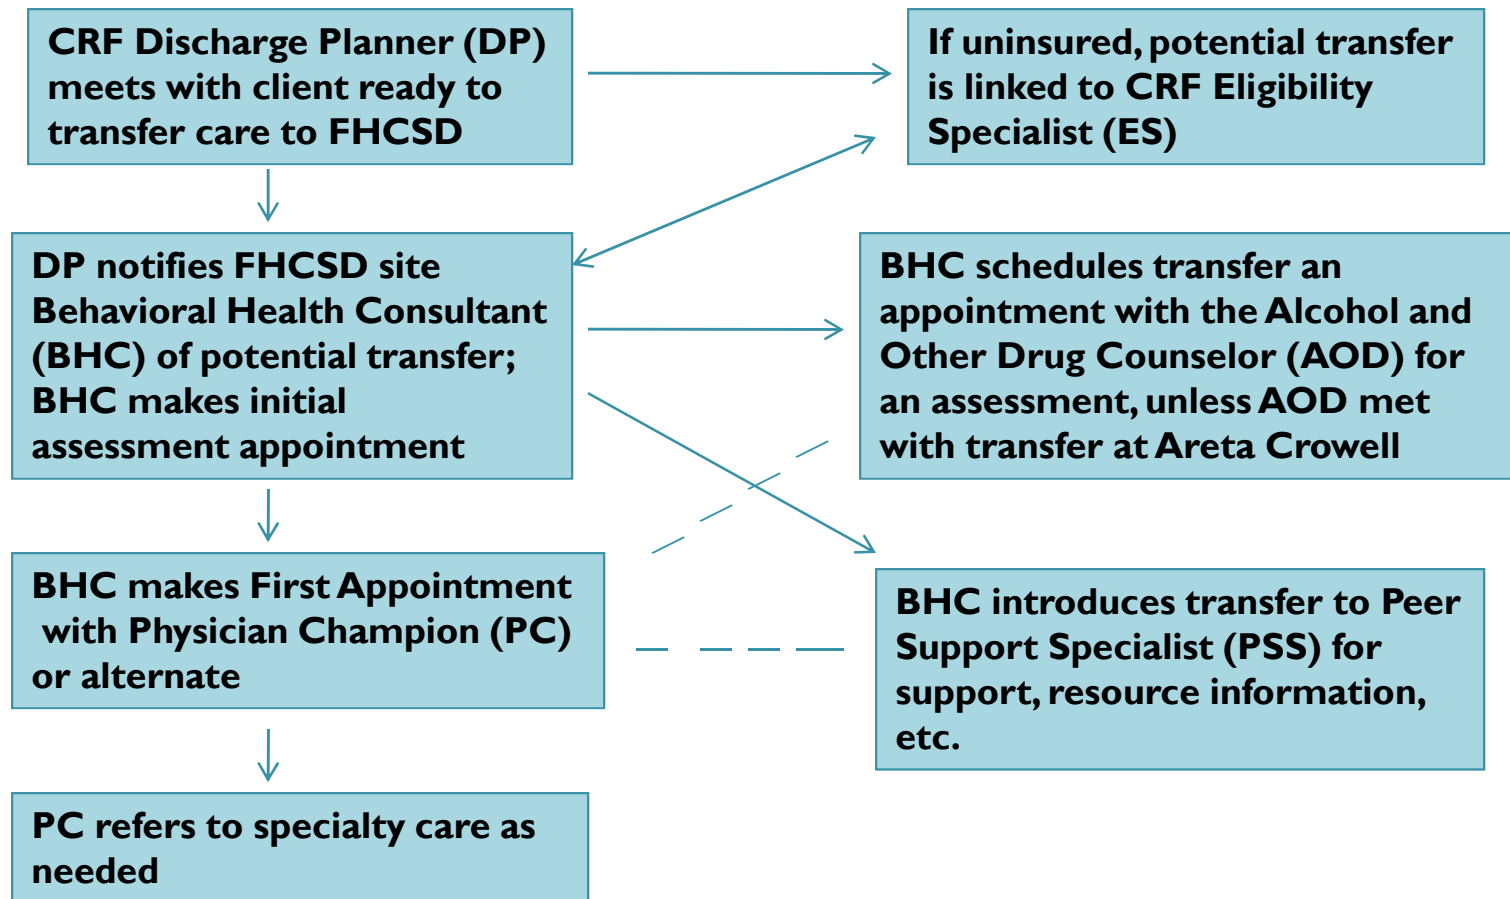 CRF Discharge Planner (DP)
meets with client ready to
transfer care to FHCSD
If uninsured, potential transfer
is linked to CRF Eligibility
Specialist (ES)
DP notifies FHCSD site
Behavioral Health Consultant
(BHC) of potential transfer;
BHC makes initial
assessment appointment
BHC schedules transfer an
appointment with the Alcohol and
Other Drug Counselor (AOD) for
an assessment, unless AOD met
with transfer at Areta Crowell
BHC makes First Appointment
with Physician Champion (PC)
or alternate
BHC introduces transfer to Peer
Support Specialist (PSS) for
support, resource information,
etc.
PC refers to specialty care as
needed